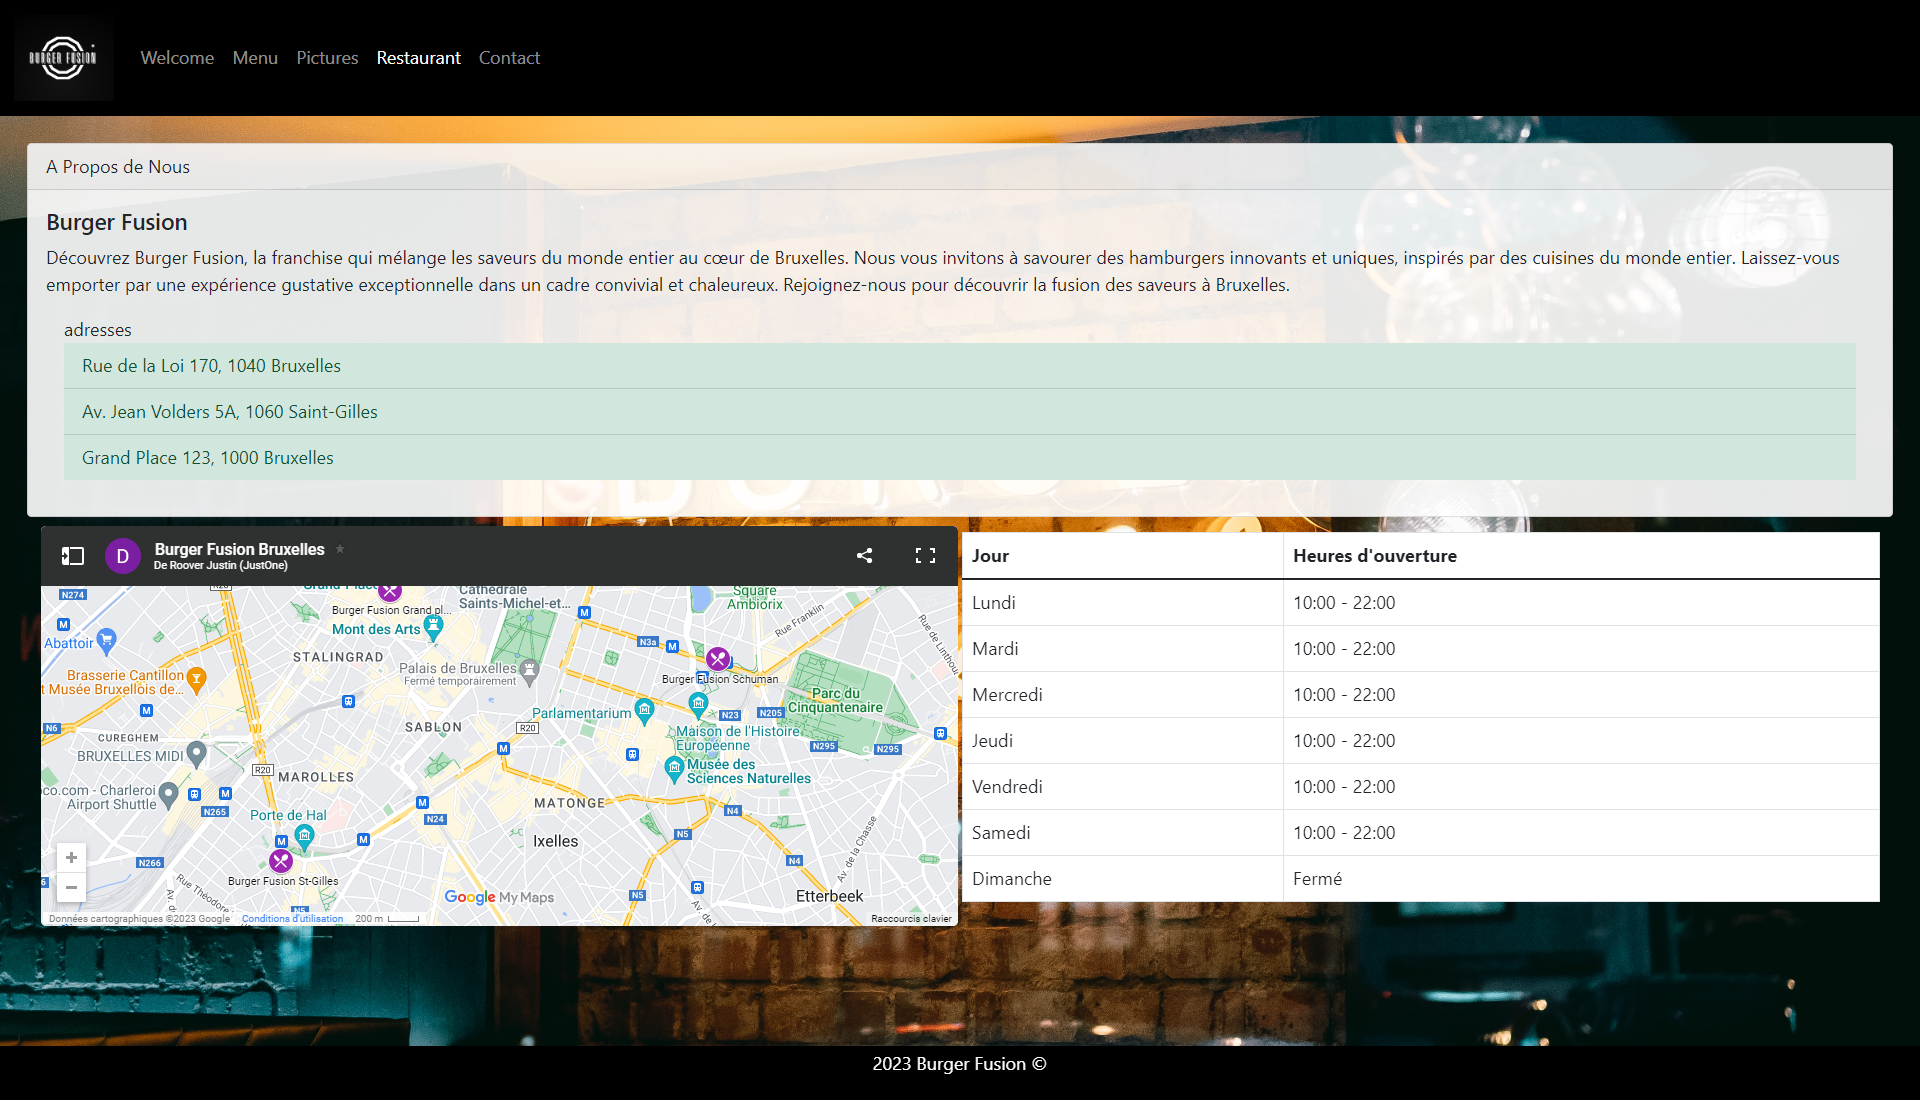 BURGER FUSION
Welcome
Menu
Pictures
Restaurant
Contact
A Propos de Nous
Burger Fusion
Découvrez Burger Fusion, la franchise qui mélange les saveurs du monde entier au cœur de Bruxelles. Nous vous invitons à savourer des hamburgers innovants et uniques, inspirés par des cuisines du monde entier. Laissez-vous
emporter par une expérience gustative exceptionnelle dans un cadre convivial et chaleureux. Rejoignez-nous pour découvrir la fusion des saveurs à Bruxelles.
adresses
Rue de la Loi 170, 1040 Bruxelles
Av. Jean Volders 5A, 1060 Saint-Gilles
Grand Place 123, 1000 Bruxelles
D
Burger Fusion Bruxelles
De Roover Justin (JustOne)
N274
R20
Cathédrale
Saints-Michel-et...
Square
Ambiorix
Burger Fusion Grand pl...
Mont des Arts
Rue Franklin
M
M
Abattoir
N3a
M
STALINGRAD
Palais de Bruxelles
Fermé temporairement
Brasserie Cantillon
t Musée Bruxellois de...
M
Burger Fusion Schuman
Parc du
Cinquantenaire
Parlamentarium
N23
N205
N6
SABLON
R20
Maison de l'Histoire
Européenne
CUREGHEM
BRUXELLES MIDI
M
N295
N295
R20
MAROLLES
Musée des
Sciences Naturelles
co.com - Charleroi
Airport Shuttle
M
N265
M
MATONGE
N4
Porte de Hal
N24
M
M
N5
Ixelles
Av. de la Chasse
N266
N4
Burger Fusion St-Gilles
Rue Théodore
N5
N5
Av. de
Etterbeek
+
−
Google My Maps
Données cartographiques ©2023 Google
Conditions d'utilisation
200 m
Raccourcis clavier
Jour
Heures d'ouverture
Lundi
10:00 - 22:00
Mardi
10:00 - 22:00
Mercredi
10:00 - 22:00
Jeudi
10:00 - 22:00
Vendredi
10:00 - 22:00
Samedi
10:00 - 22:00
Dimanche
Fermé
2023 Burger Fusion ©